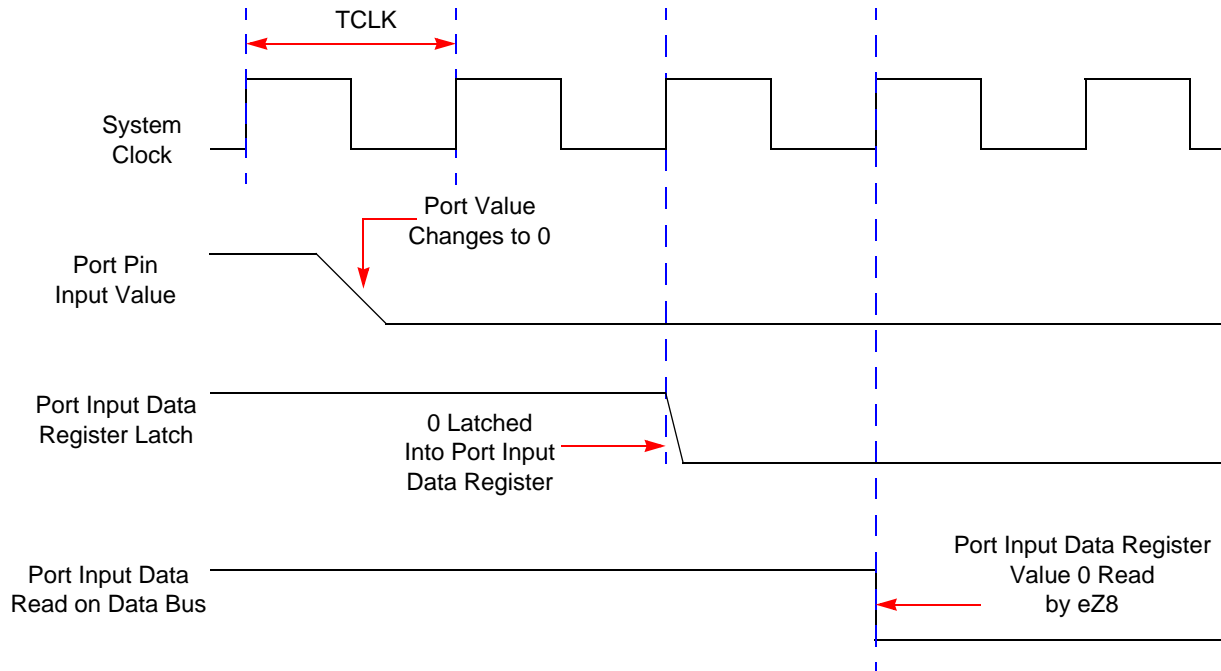 TCLK
System
Clock
Port Value
Changes to 0
Port Pin
Input Value
Port Input Data
Register Latch
0 Latched
Into Port Input
Data Register
Port Input Data
Read on Data Bus
Port Input Data Register
Value 0 Read
by eZ8